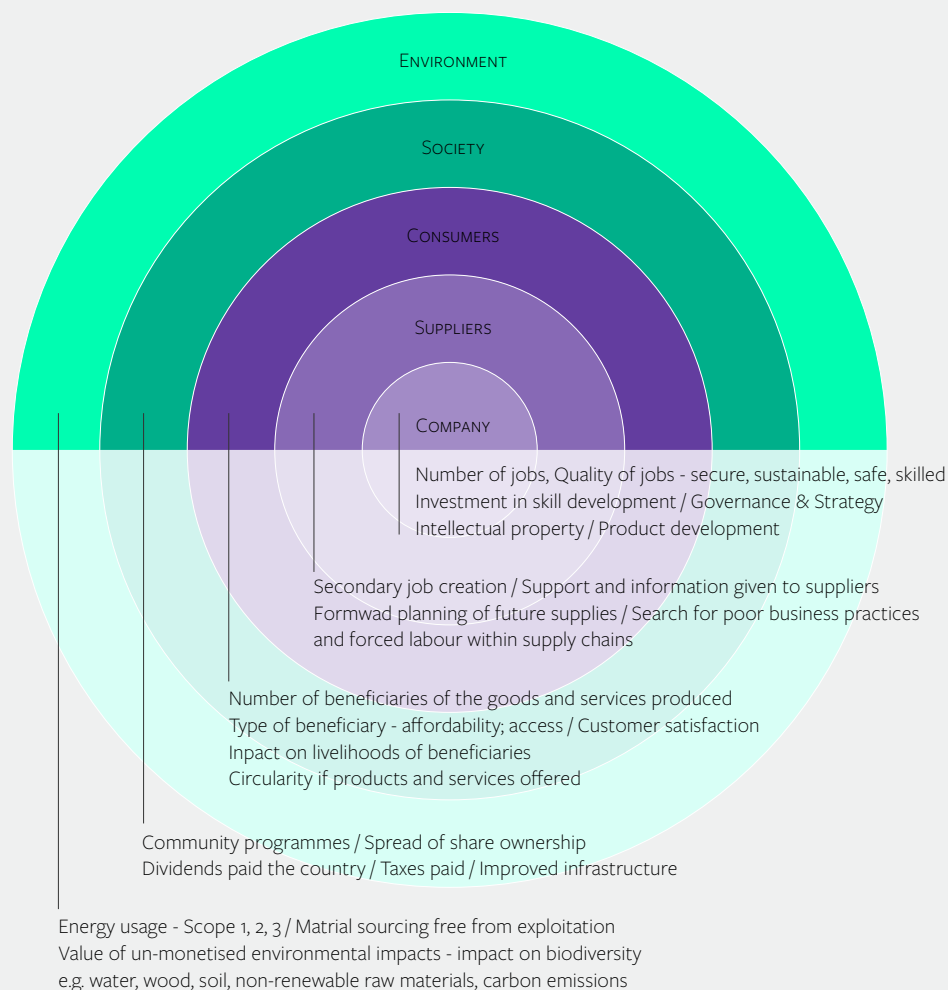 Environment
Society
Consumers
Suppliers
Company
Number of jobs, Quality of jobs - secure, sustainable, safe, skilled
Investment in skill development / Governance & Strategy
Intellectual property / Product development
Secondary job creation / Support and information given to suppliers
Formwad planning of future supplies / Search for poor business practices
and forced labour within supply chains
Number of beneficiaries of the goods and services produced
Type of beneficiary - affordability; access / Customer satisfaction
Inpact on livelihoods of beneficiaries
Circularity if products and services offered
Community programmes / Spread of share ownership
Dividends paid the country / Taxes paid / Improved infrastructure
Energy usage - Scope 1, 2, 3 / Matrial sourcing free from exploitation
Value of un-monetised environmental impacts - impact on biodiversity
e.g. water, wood, soil, non-renewable raw materials, carbon emissions